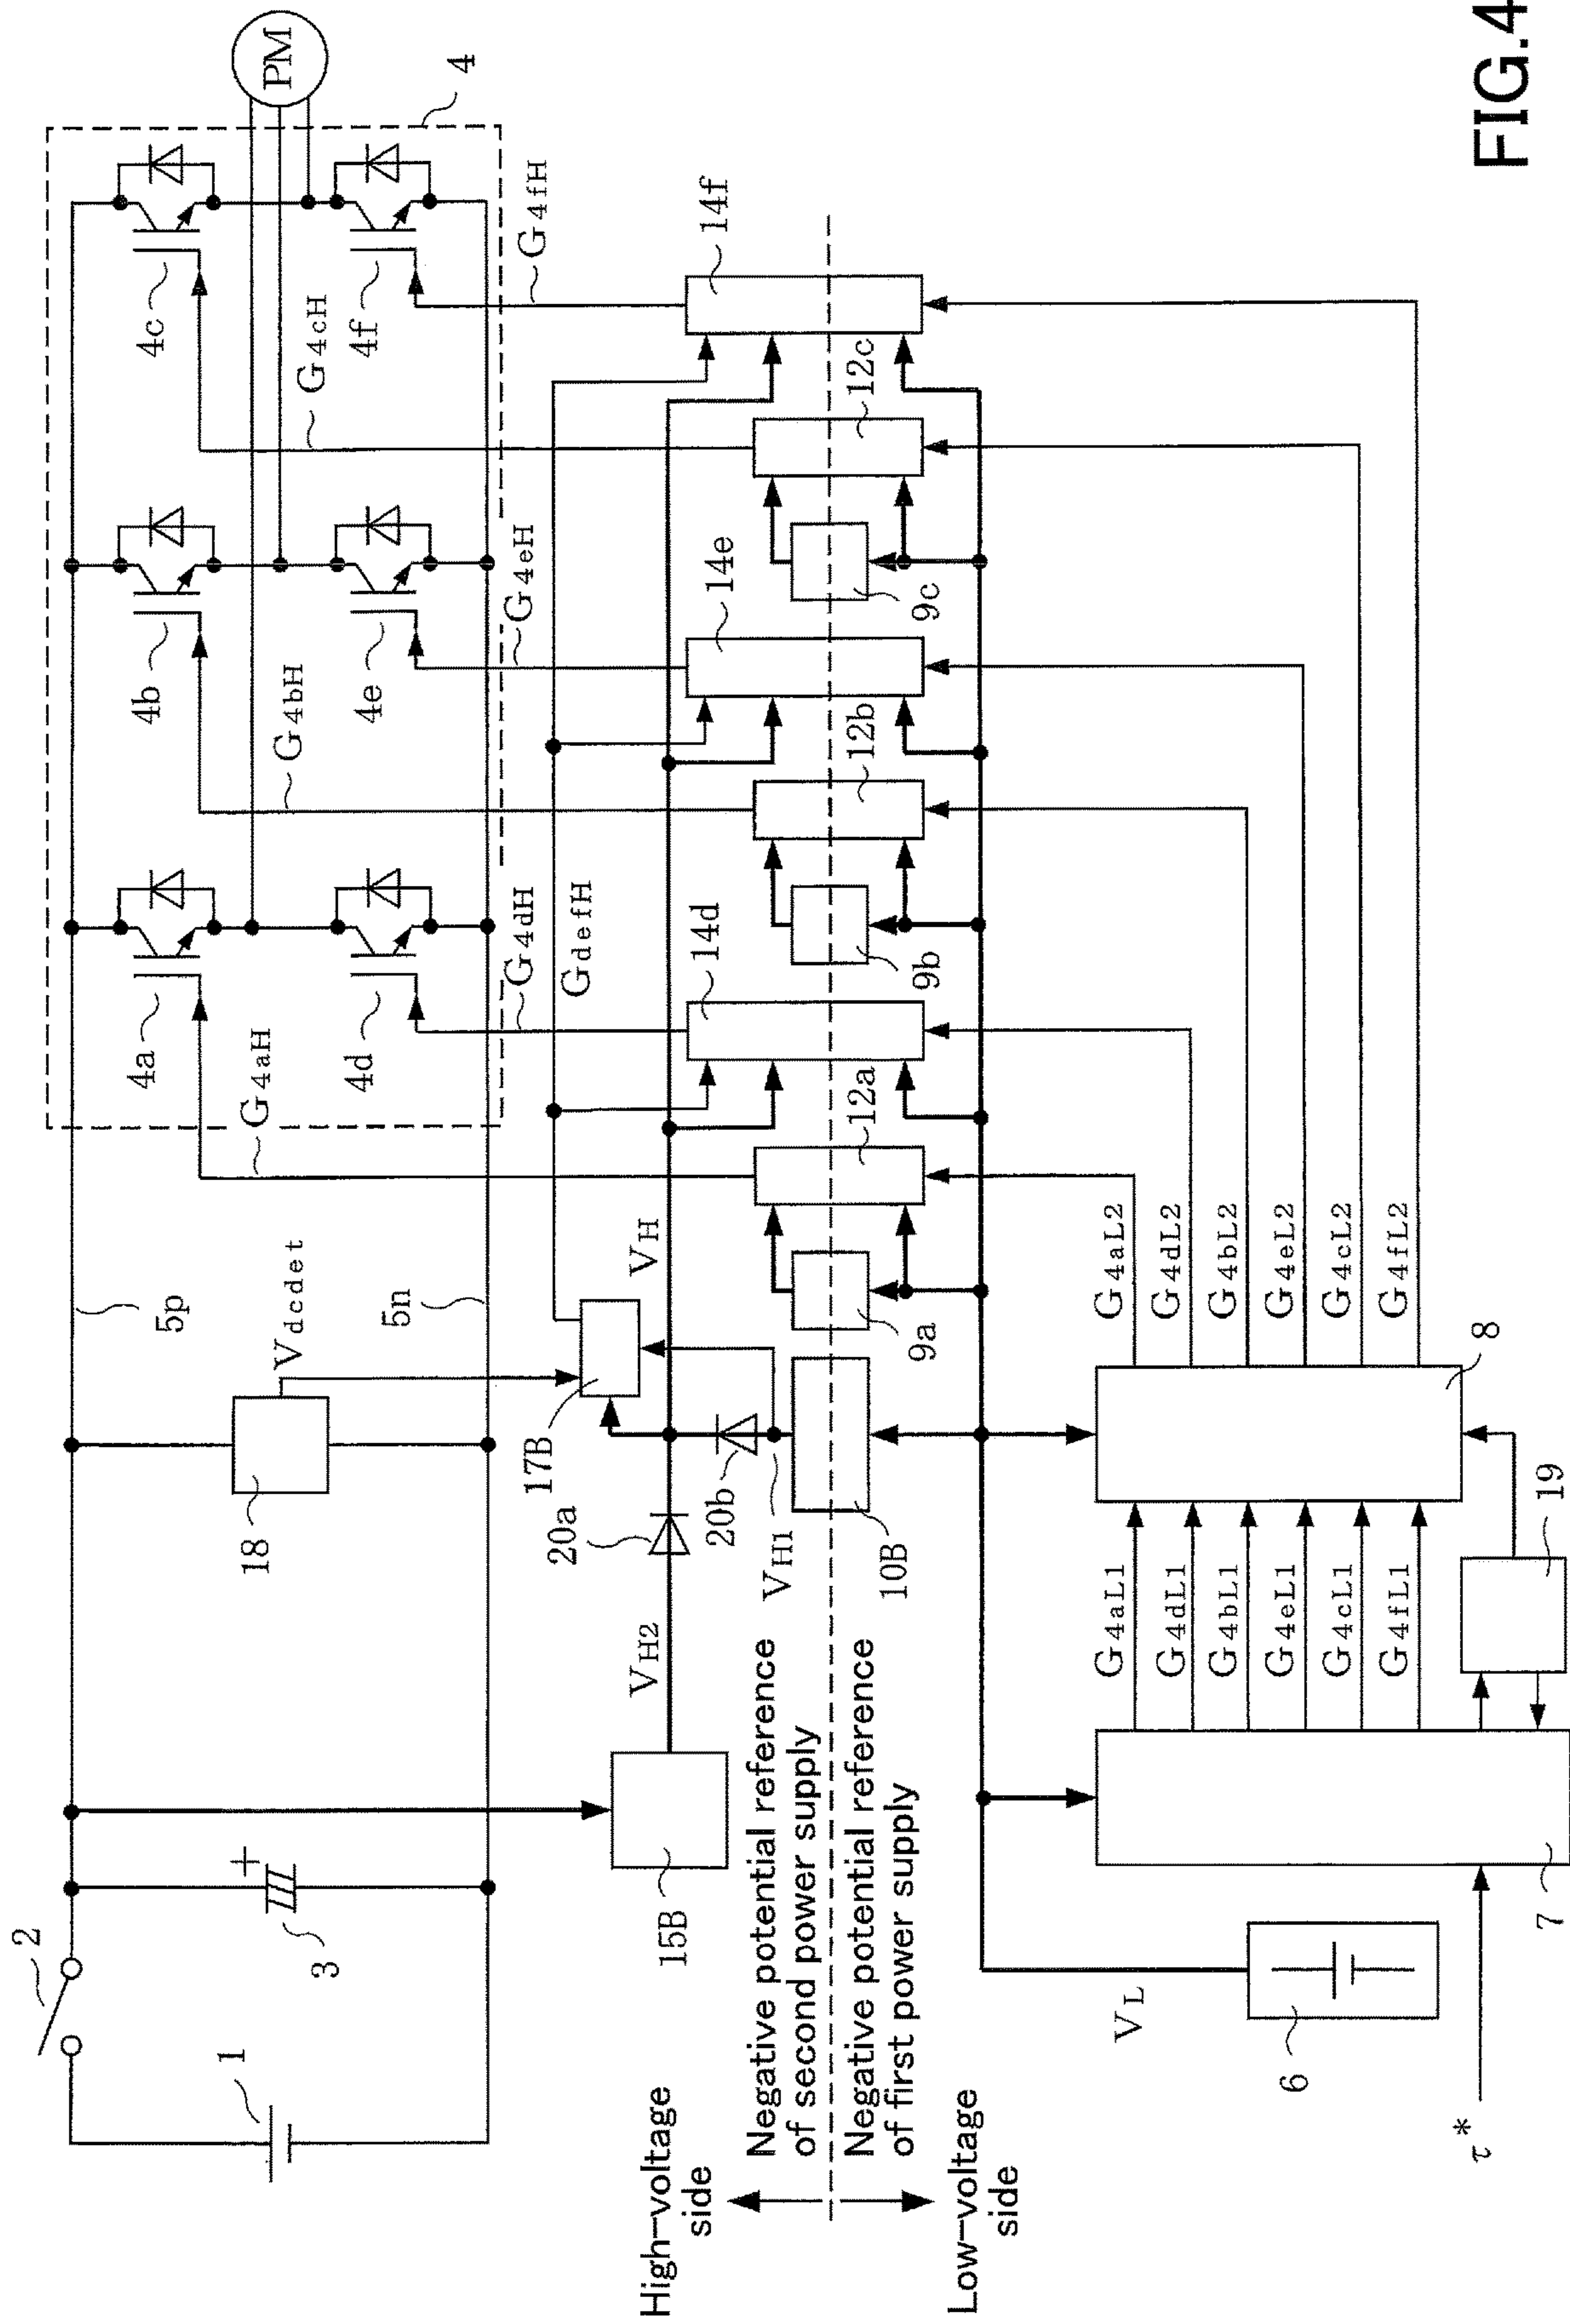 1
2
3
+
5p
5n
18
Vdcdet
4
4a
4b
4c
4d
4e
4f
PM
G4aH
G4bH
G4cH
G4dH
G4eH
G4fH
GdefH
15B
VH2
20a
17B
20b
VH
VH1
10B
9a
12a
14d
9b
12b
14e
9c
12c
14f
High-voltage
side
Negative potential reference
of second power supply
Negative potential reference
of first power supply
Low-voltage
side
VL
6
τ*
7
G4aL1
G4dL1
G4bL1
G4eL1
G4cL1
G4fL1
19
8
G4aL2
G4dL2
G4bL2
G4eL2
G4cL2
G4fL2
FIG.4